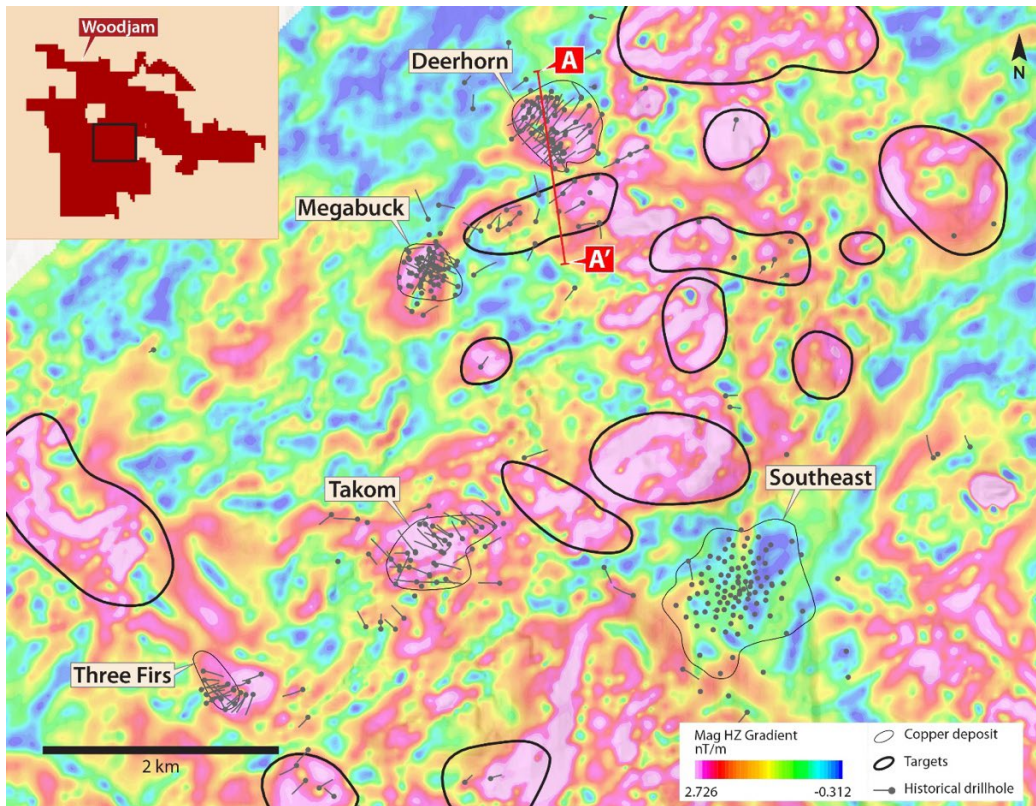 Woodjam
Deerhorn
A
N
Megabuck
A'
Takom
Southeast
Three Firs
2 km
Mag HZ Gradient
nT/m
2.726
-0.312
Copper deposit
Targets
Historical drillhole